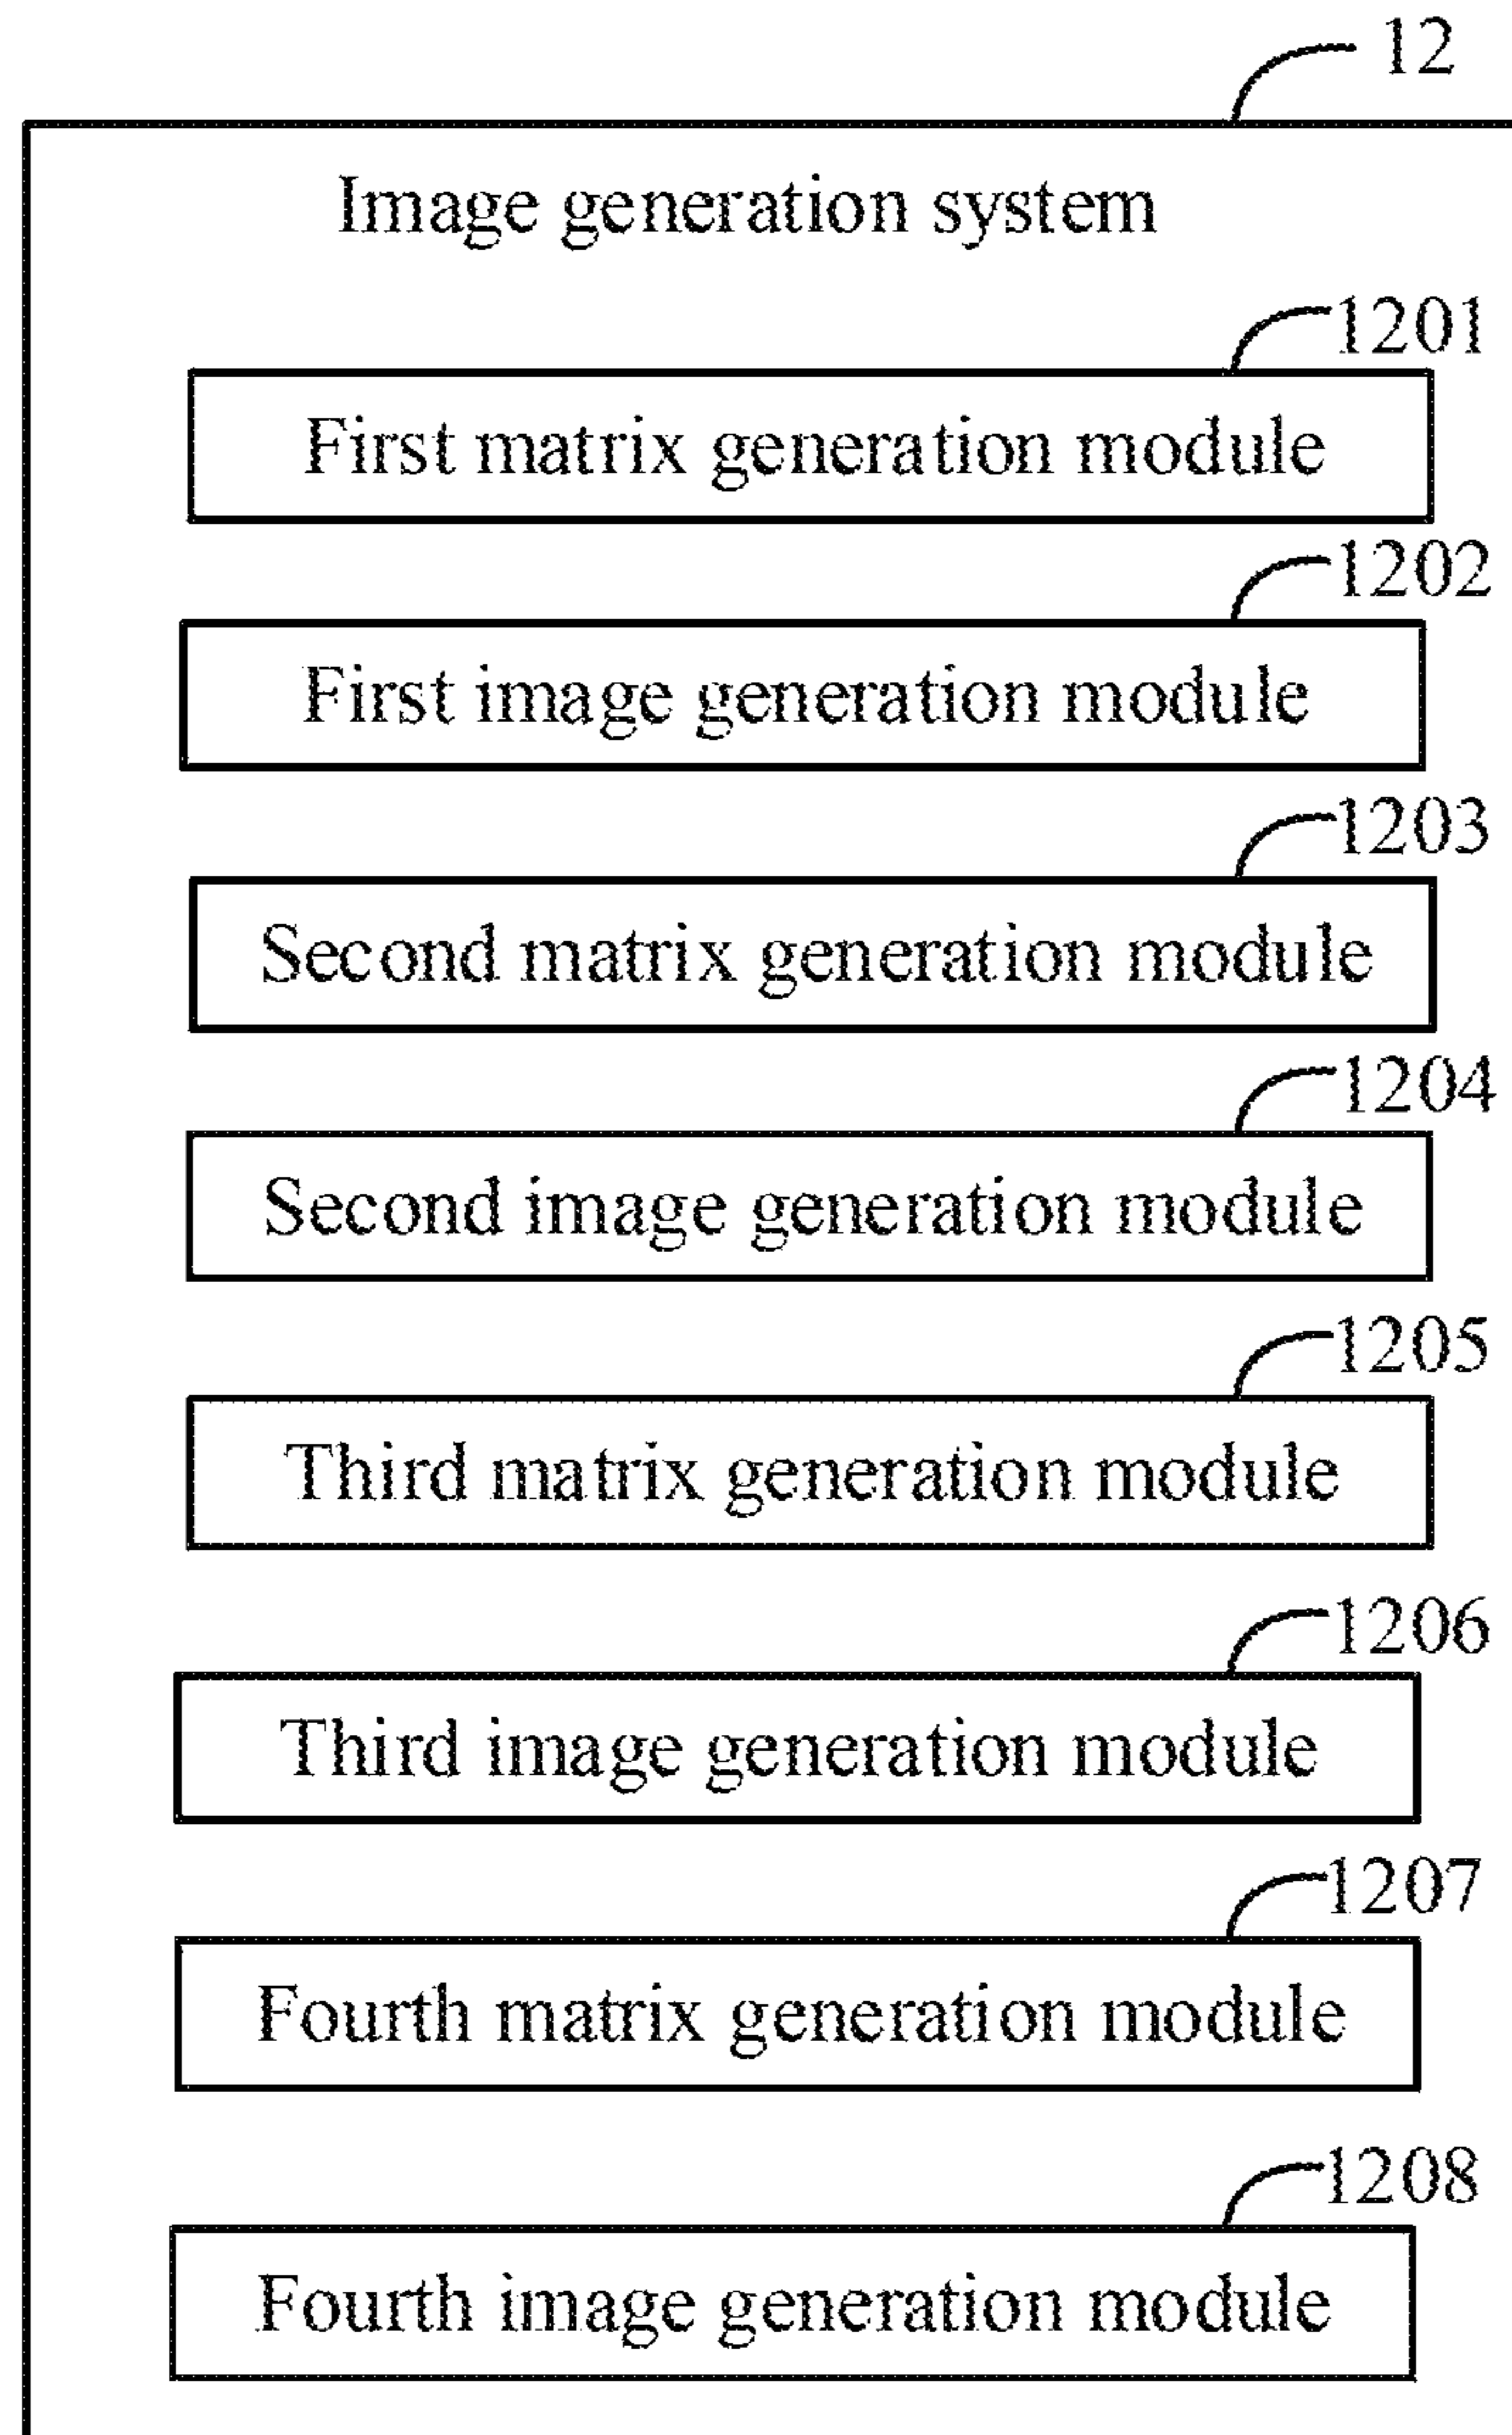 12
Image generation system
1201
First matrix generation module
1202
First image generation module
1203
Second matrix generation module
1204
Second image generation module
1205
Third matrix generation module
1206
Third image generation module
1207
Fourth matrix generation module
1208
Fourth image generation module